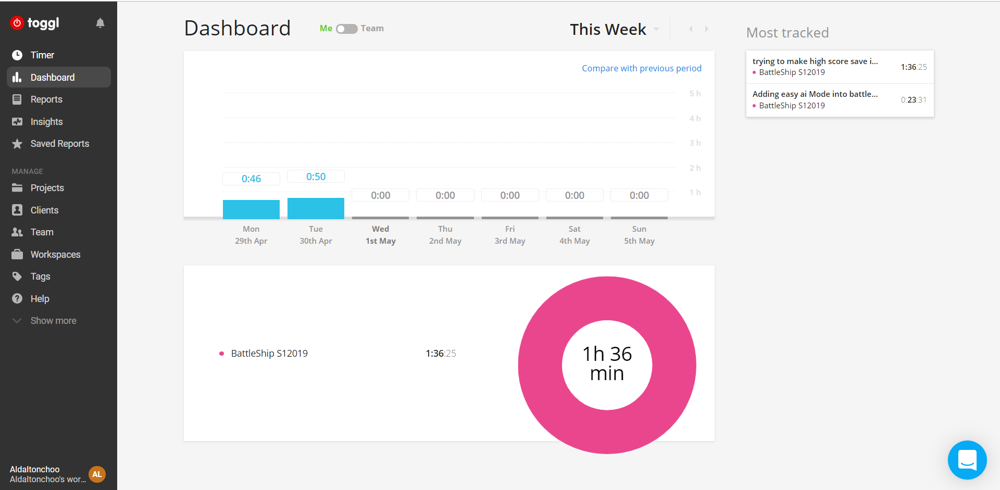 toggl
Timer
Dashboard
Reports
Insights
Saved Reports
MANAGE
Projects
Clients
Team
Workspaces
Tags
Help
Show more
Aldaltonchoo
Aldaltonchoo's wor...
AL
Dashboard
Me Team
This Week
Compare with previous period
5 h
4 h
3 h
2 h
1 h
0:46 0:50 0:00 0:00 0:00 0:00 0:00
Mon Tue Wed Thu Fri Sat Sun
29th Apr 30th Apr 1st May 2nd May 3rd May 4th May 5th May
BattleShip S12019 1:36:25
1h 36
min
Most tracked
trying to make high score save i...
BattleShip S12019
1:36:25
Adding easy ai Mode into battle...
BattleShip S12019
0:23:31